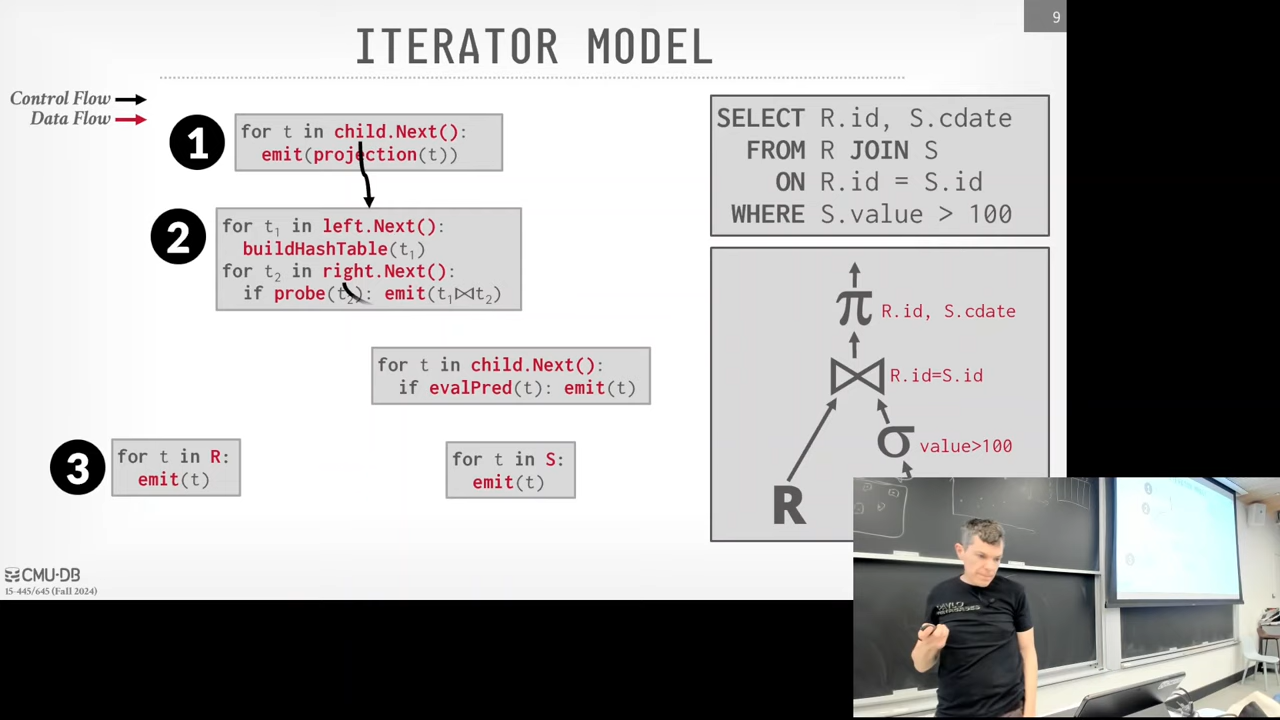 9
ITERATOR MODEL
Control Flow
Data Flow
1
for t in child.Next():
emit(projection(t))
2
for t₁ in left.Next():
buildHashTable(t₁)
for t₂ in right.Next():
if probe(t₂): emit(t₁⨝t₂)
for t in child.Next():
if evalPred(t): emit(t)
3
for t in R:
emit(t)
for t in S:
emit(t)
SELECT R.id, S.cdate
FROM R JOIN S
ON R.id = S.id
WHERE S.value > 100
π R.id, S.cdate
⨝ R.id=S.id
σ value>100
R
CMU·DB
15-445/645 (Fall 2024)